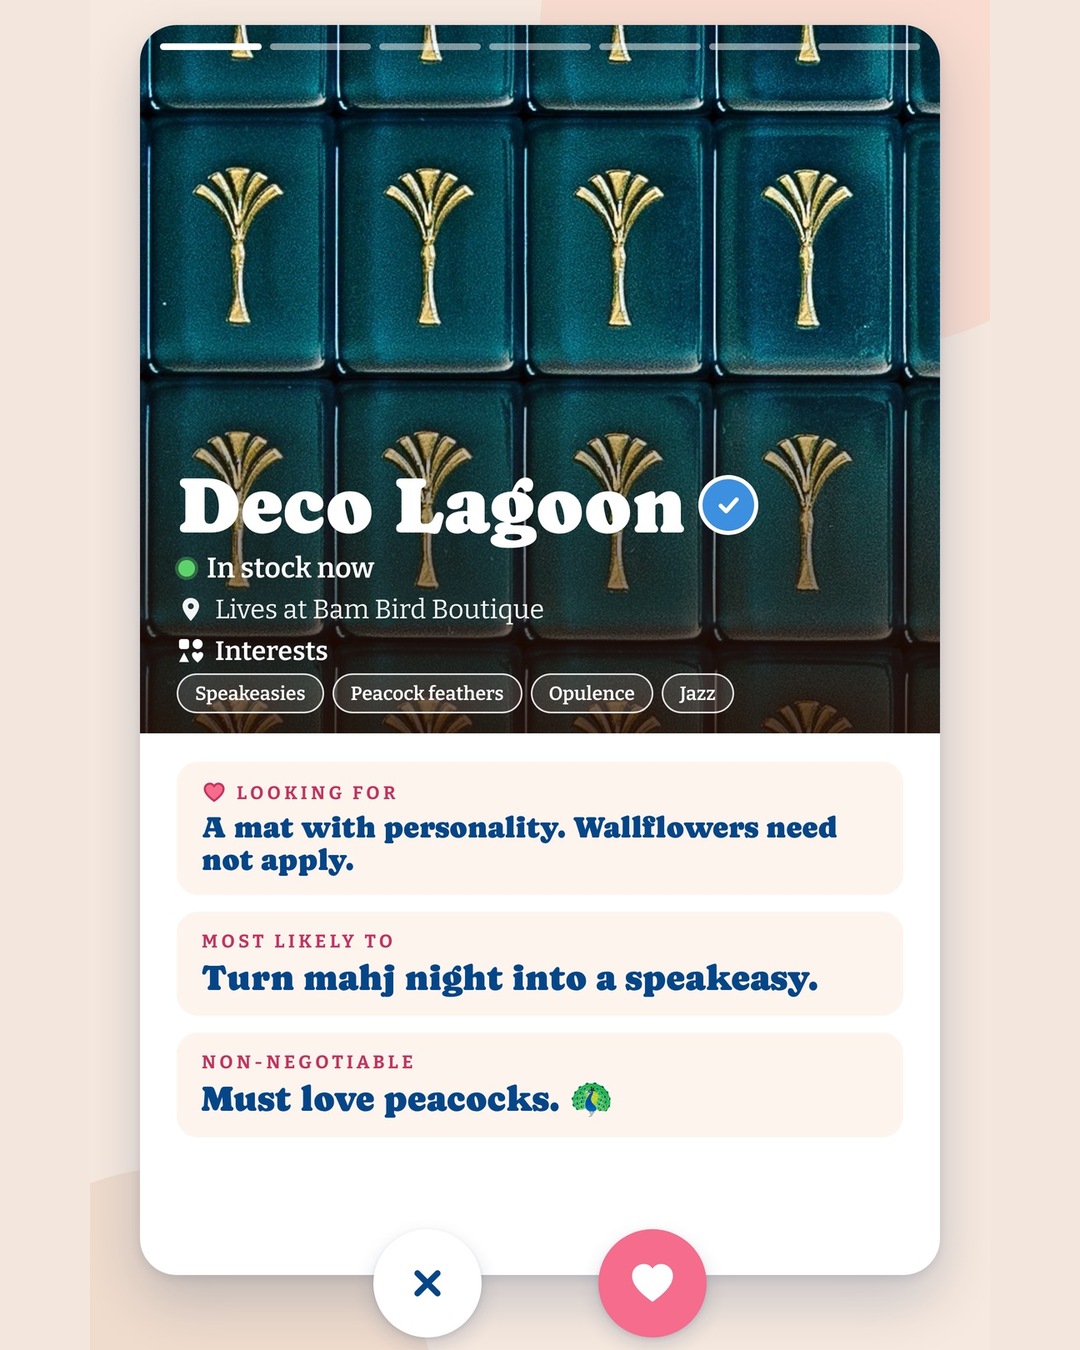 Deco Lagoon
In stock now
Lives at Bam Bird Boutique
Interests
Speakeasies Peacock feathers Opulence Jazz
LOOKING FOR
A mat with personality. Wallflowers need
not apply.
MOST LIKELY TO
Turn mahj night into a speakeasy.
NON-NEGOTIABLE
Must love peacocks. 🦚